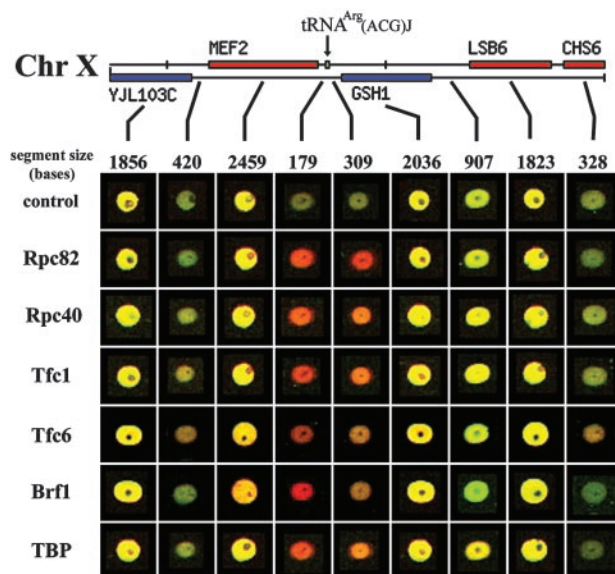 tRNA^Arg(ACG)J
MEF2 LSB6 CHS6
Chr X
YJL103C GSH1
segment size
(bases)
1856 420 2459 179 309 2036 907 1823 328
control
Rpc82
Rpc40
Tfc1
Tfc6
Brf1
TBP